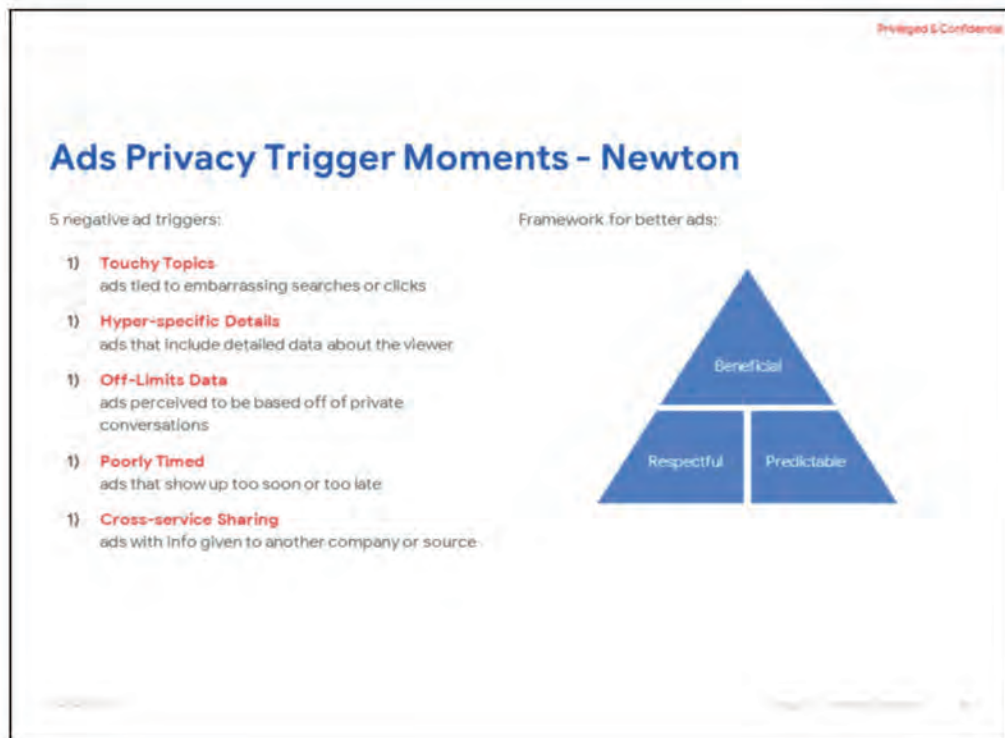 Privileged & Confidential
Ads Privacy Trigger Moments - Newton
5 negative ad triggers:
1) Touchy Topics
ads tied to embarrassing searches or clicks
1) Hyper-specific Details
ads that include detailed data about the viewer
1) Off-Limits Data
ads perceived to be based off of private
conversations
1) Poorly Timed
ads that show up too soon or too late
1) Cross-service Sharing
ads with info given to another company or source
Framework for better ads:
Beneficial
Respectful
Predictable